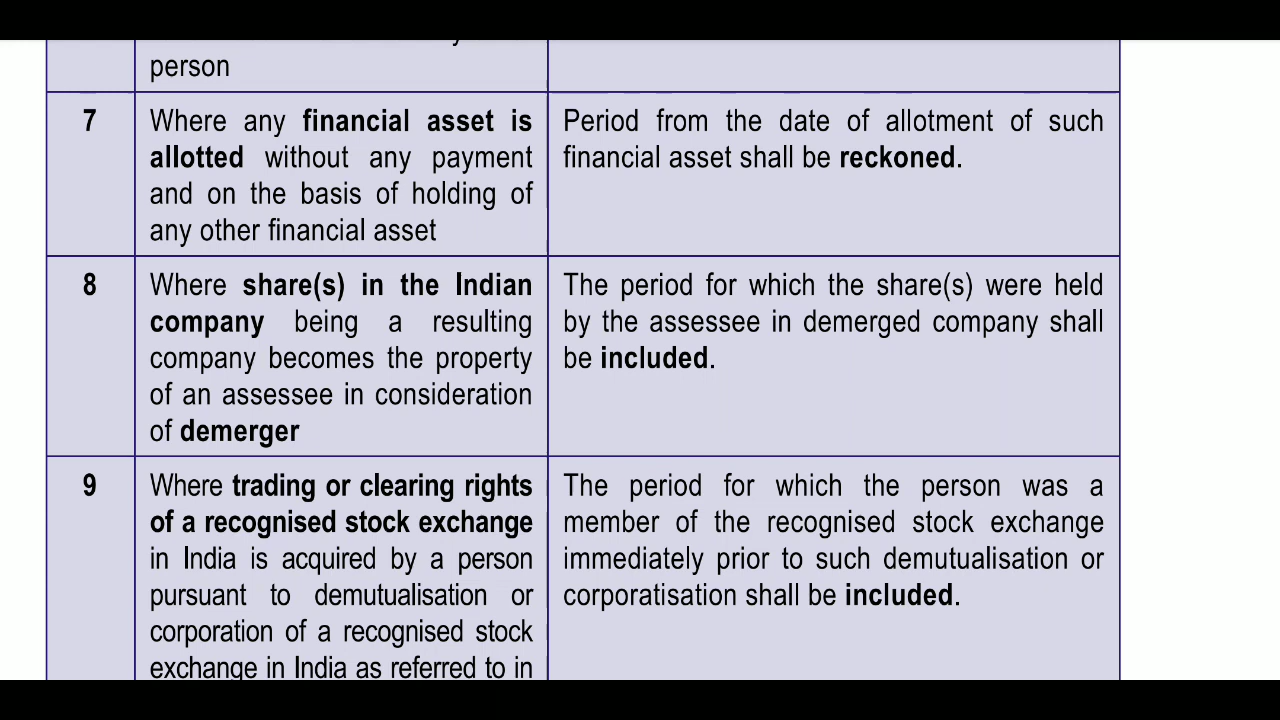 person
7
Where any financial asset is
allotted without any payment
and on the basis of holding of
any other financial asset
Period from the date of allotment of such
financial asset shall be reckoned.
8
Where share(s) in the Indian
company being a resulting
company becomes the property
of an assessee in consideration
of demerger
The period for which the share(s) were held
by the assessee in demerged company shall
be included.
9
Where trading or clearing rights
of a recognised stock exchange
in India is acquired by a person
pursuant to demutualisation or
corporation of a recognised stock
exchange in India as referred to in
The period for which the person was a
member of the recognised stock exchange
immediately prior to such demutualisation or
corporatisation shall be included.